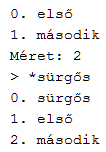 0. első
1. második
Méret: 2
> *sürgős
0. sürgős
1. első
2. második